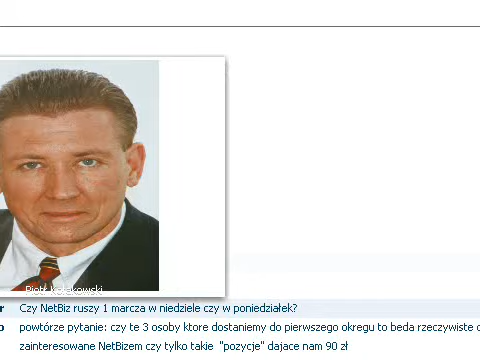 Piotr Kołakowski
r Czy NetBiz ruszy 1 marcza w niedziele czy w poniedziałek?
o powtórze pytanie: czy te 3 osoby ktore dostaniemy do pierwszego okregu to beda rzeczywiste
zainteresowane NetBizem czy tylko takie "pozycje" dajace nam 90 zł